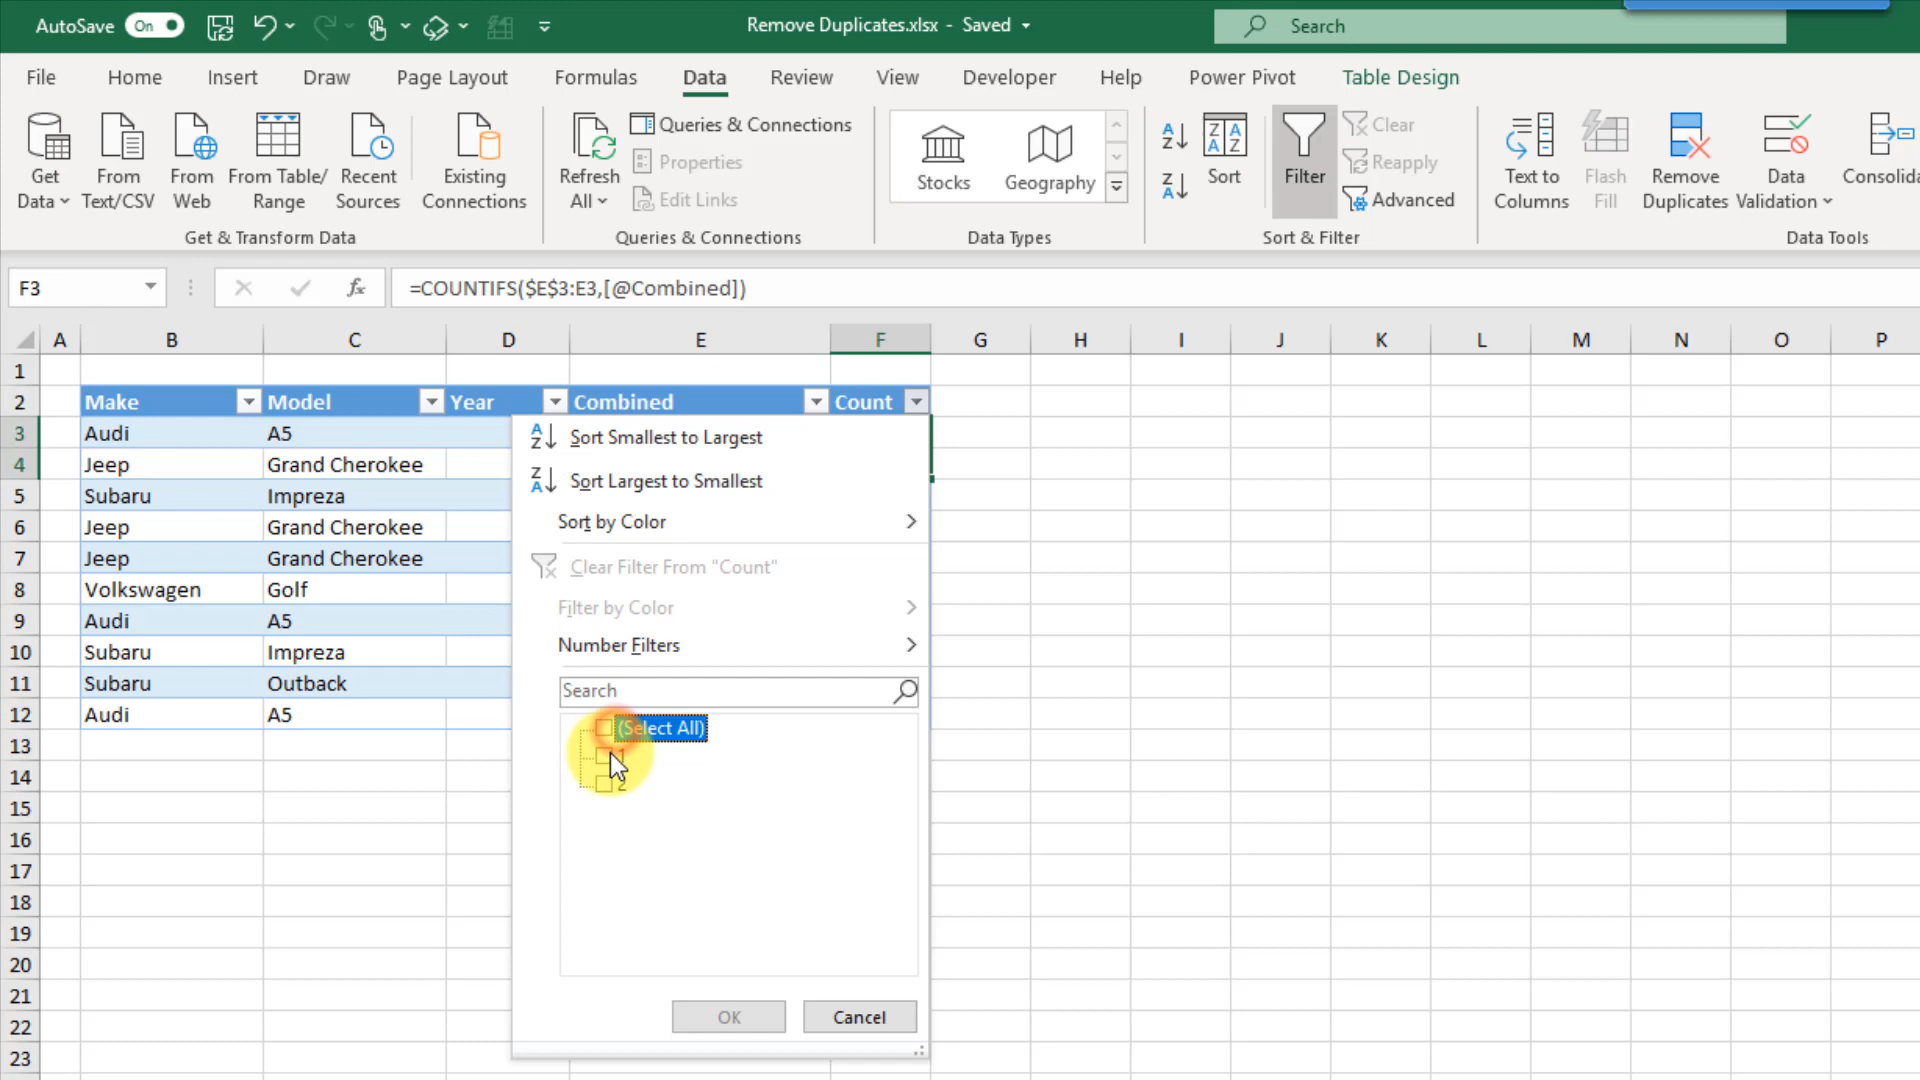 AutoSave On Remove Duplicates.xlsx - Saved Search
File Home Insert Draw Page Layout Formulas Data Review View Developer Help Power Pivot Table Design
Get Data From Text/CSV From Web From Table/ Range Recent Sources Existing Connections
Get & Transform Data
Refresh All Queries & Connections
Properties
Edit Links
Queries & Connections
Stocks Geography
Data Types
Sort Filter Clear
Reapply
Advanced
Sort & Filter
Text to Columns Flash Fill Remove Duplicates Data Validation Consolida
Data Tools
F3 fx =COUNTIFS($E$3:E3,[@Combined])
A B C D E F G H I J K L M N O P
1
2 Make Model Year Combined Count
3 Audi A5
4 Jeep Grand Cherokee
5 Subaru Impreza
6 Jeep Grand Cherokee
7 Jeep Grand Cherokee
8 Volkswagen Golf
9 Audi A5
10 Subaru Impreza
11 Subaru Outback
12 Audi A5
13
14
15
16
17
18
19
20
21
22
23
Sort Smallest to Largest
Sort Largest to Smallest
Sort by Color
Clear Filter From "Count"
Filter by Color
Number Filters
Search
(Select All)
1
2
OK Cancel